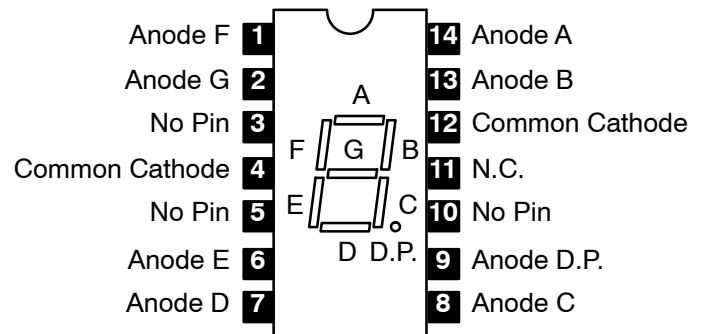 Anode F 1
Anode G 2
No Pin 3
Common Cathode 4
No Pin 5
Anode E 6
Anode D 7
A
F G B
E C
D D.P.
14 Anode A
13 Anode B
12 Common Cathode
11 N.C.
10 No Pin
9 Anode D.P.
8 Anode C